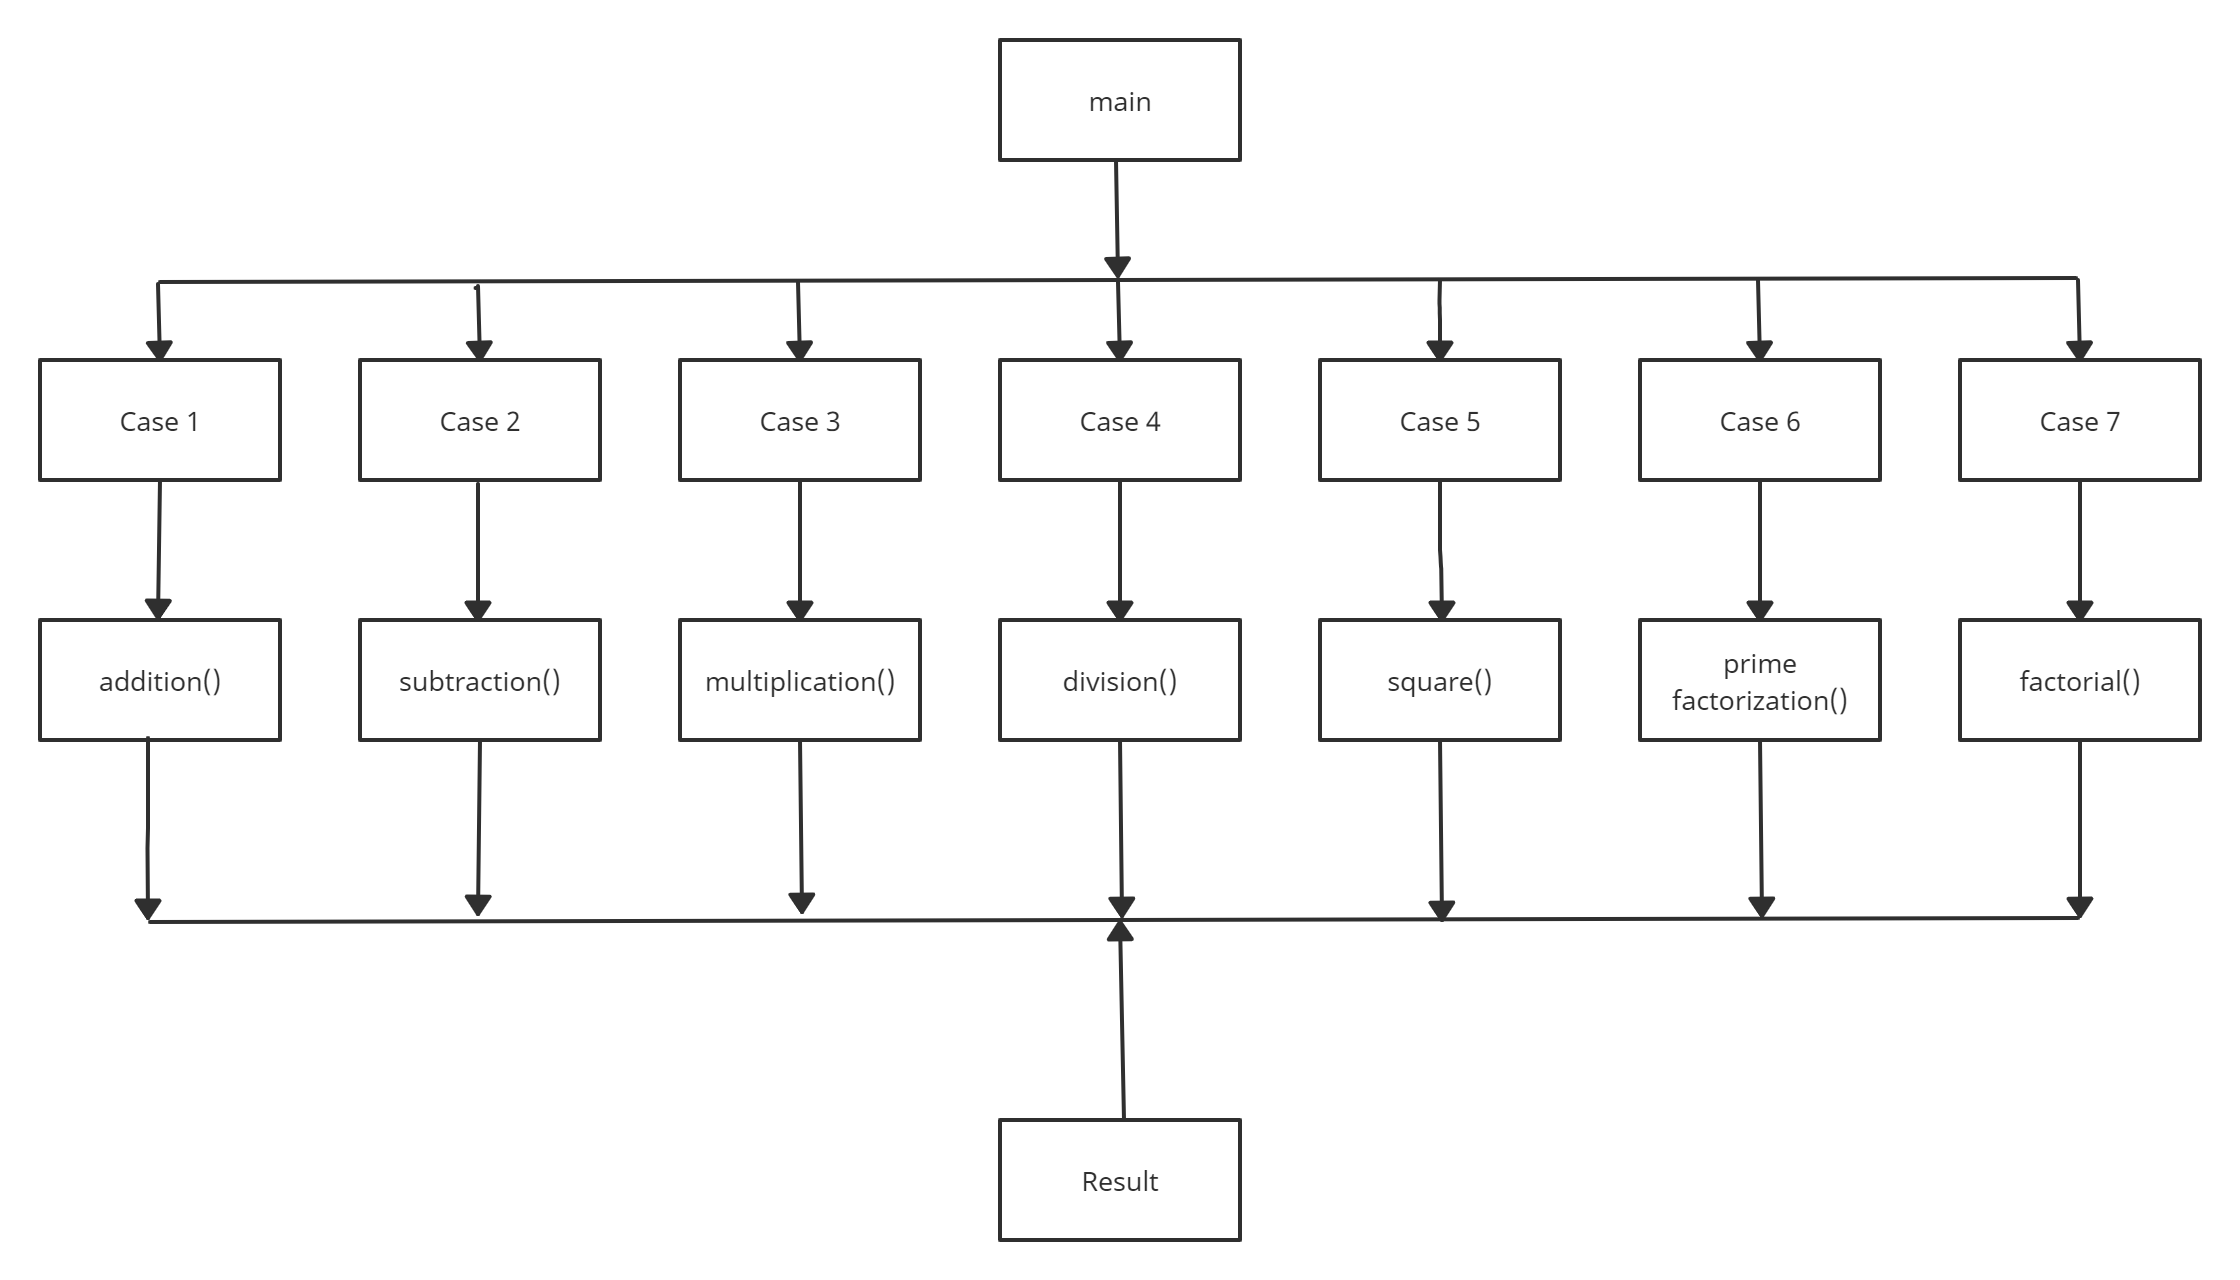 main
Case 1
Case 2
Case 3
Case 4
Case 5
Case 6
Case 7
addition()
subtraction()
multiplication()
division()
square()
prime
factorization()
factorial()
Result